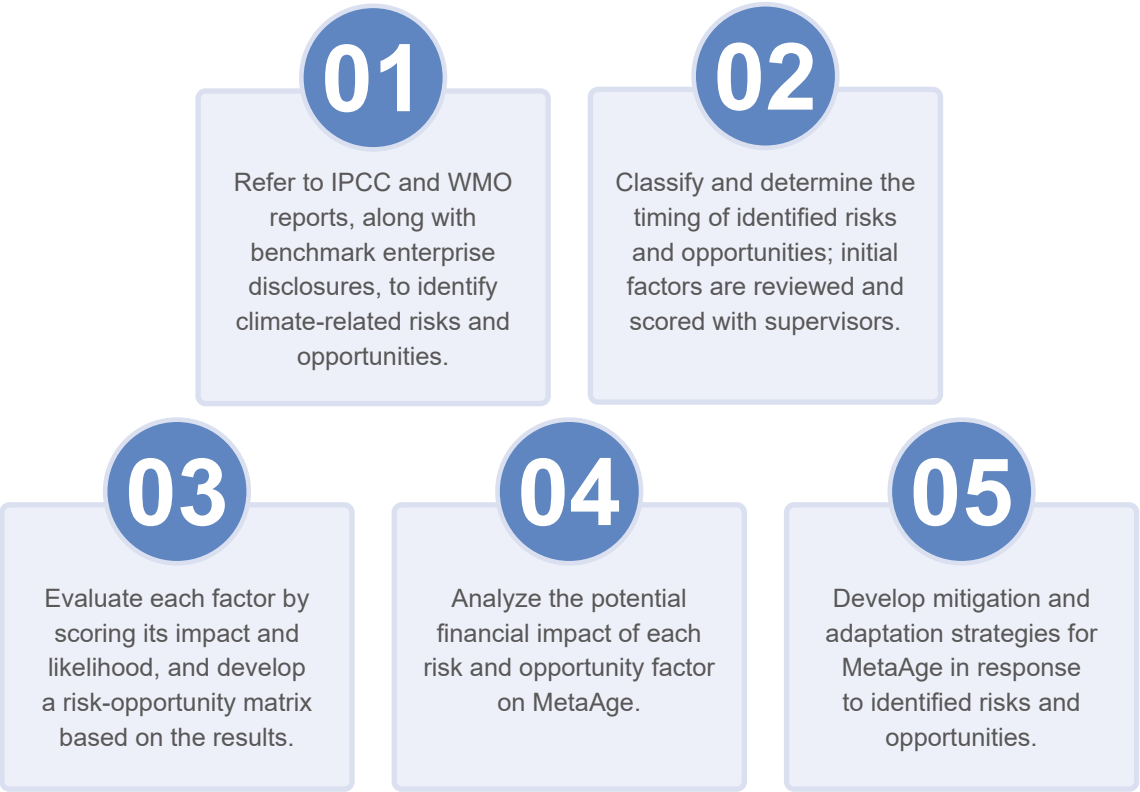 01
Refer to IPCC and WMO
reports, along with
benchmark enterprise
disclosures, to identify
climate-related risks and
opportunities.
02
Classify and determine the
timing of identified risks
and opportunities; initial
factors are reviewed and
scored with supervisors.
03
Evaluate each factor by
scoring its impact and
likelihood, and develop
a risk-opportunity matrix
based on the results.
04
Analyze the potential
financial impact of each
risk and opportunity factor
on MetaAge.
05
Develop mitigation and
adaptation strategies for
MetaAge in response
to identified risks and
opportunities.